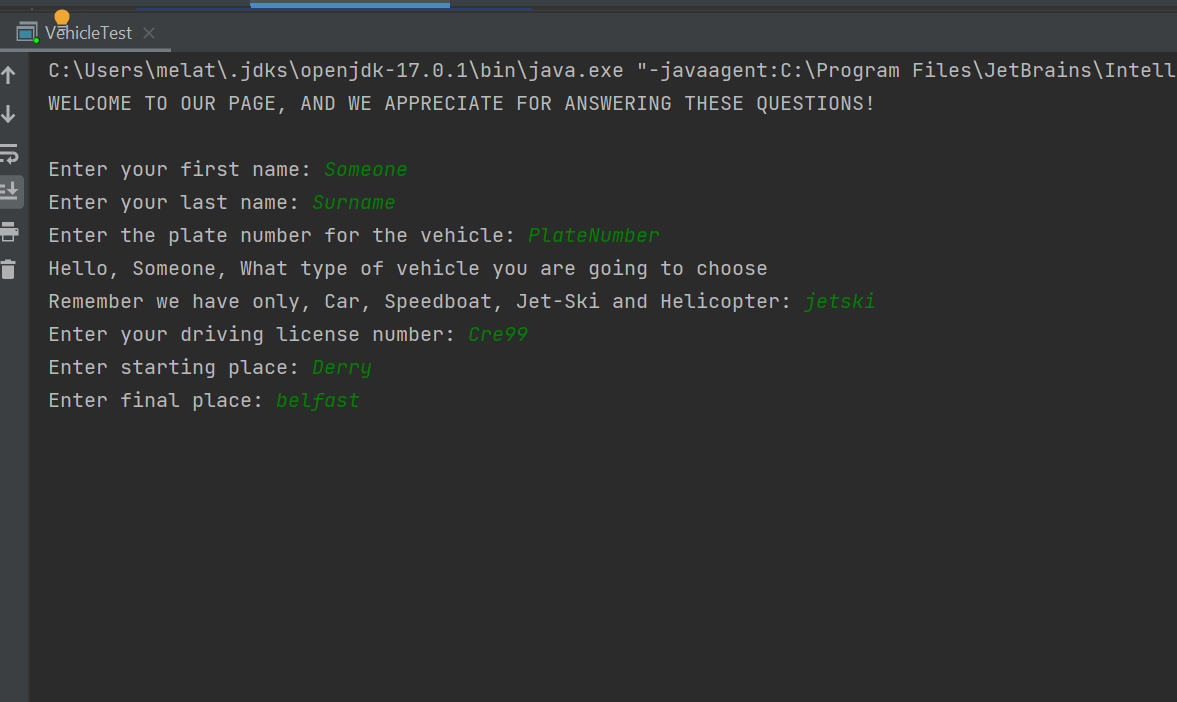 VehicleTest
C:\Users\melat\.jdks\openjdk-17.0.1\bin\java.exe "-javaagent:C:\Program Files\JetBrains\Intell
WELCOME TO OUR PAGE, AND WE APPRECIATE FOR ANSWERING THESE QUESTIONS!
Enter your first name: Someone
Enter your last name: Surname
Enter the plate number for the vehicle: PlateNumber
Hello, Someone, What type of vehicle you are going to choose
Remember we have only, Car, Speedboat, Jet-Ski and Helicopter: jetski
Enter your driving license number: Cre99
Enter starting place: Derry
Enter final place: belfast